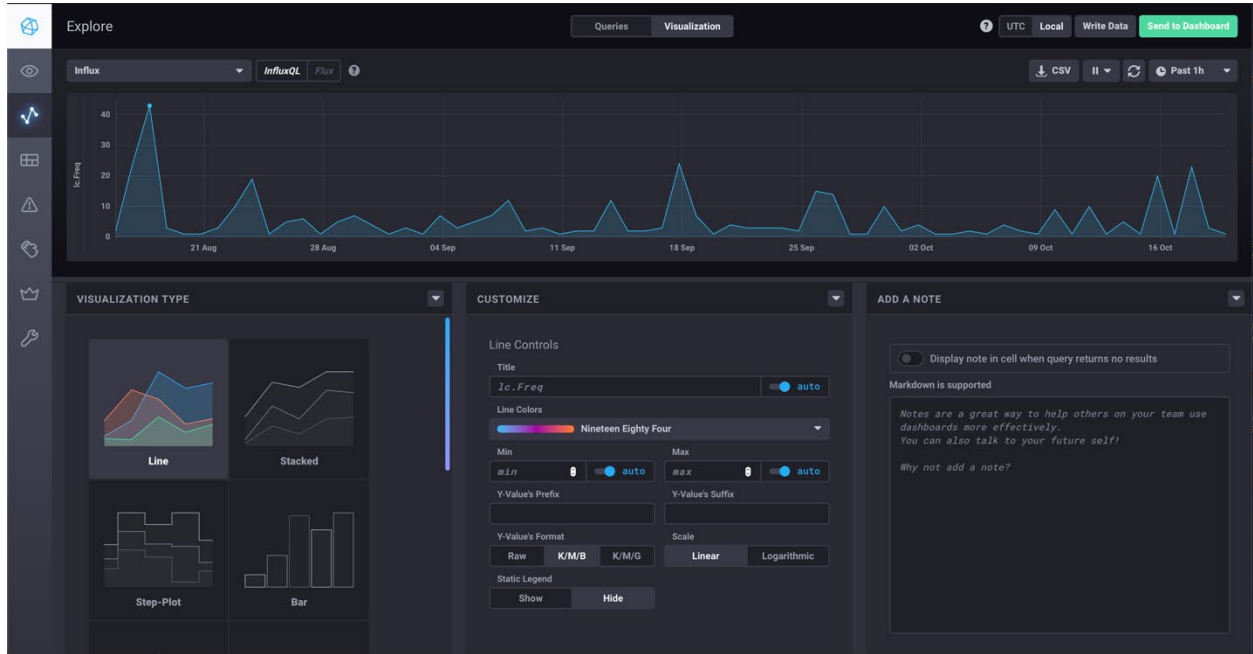 Explore
Queries Visualization
UTC Local Write Data Send to Dashboard
Influx InfluxQL Flux
CSV Past 1h
lc.Freq
40
30
20
10
0
21 Aug 28 Aug 04 Sep 11 Sep 18 Sep 25 Sep 02 Oct 09 Oct 16 Oct
VISUALIZATION TYPE
Line Stacked
Step-Plot Bar
CUSTOMIZE
Line Controls
Title
lc.Freq auto
Line Colors
Nineteen Eighty Four
Min Max
min auto max auto
Y-Value's Prefix Y-Value's Suffix
Y-Value's Format Scale
Raw K/M/B K/M/G Linear Logarithmic
Static Legend
Show Hide
ADD A NOTE
Display note in cell when query returns no results
Markdown is supported
Notes are a great way to help others on your team use
dashboards more effectively.
You can also talk to your future self!
Why not add a note?